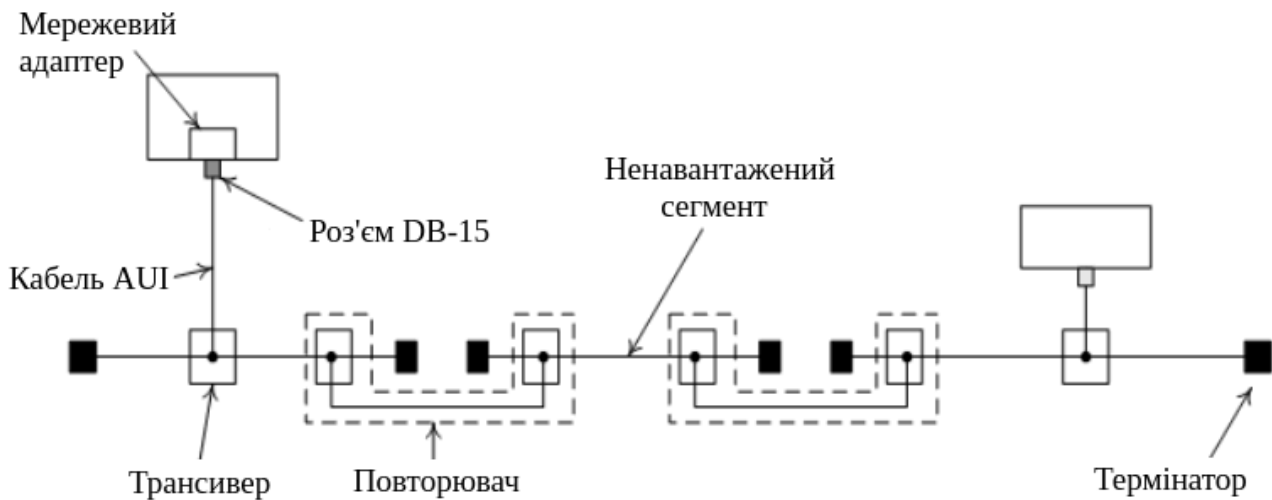 Мережевий
адаптер
Ненавантажений
сегмент
Роз'єм DB-15
Кабель AUI
Трансивер
Повторювач
Термінатор